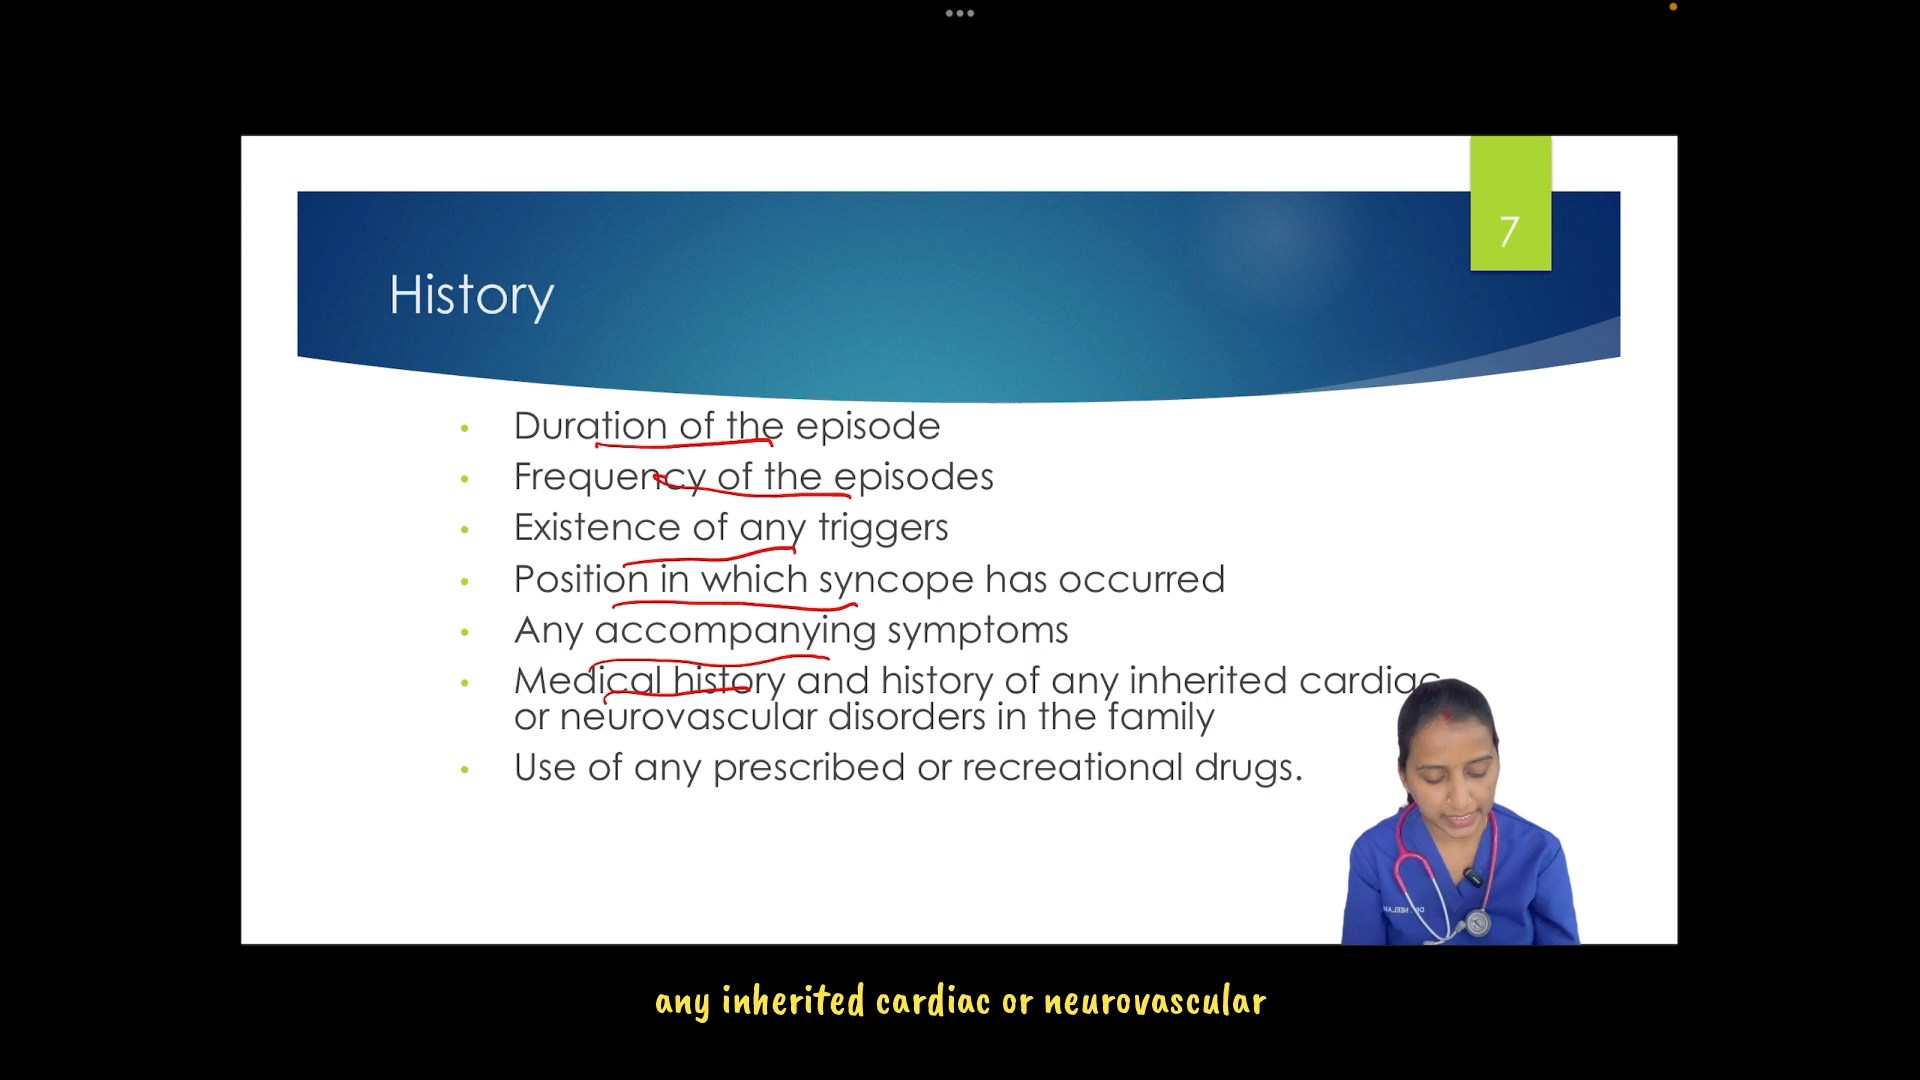 7
History
• Duration of the episode
• Frequency of the episodes
• Existence of any triggers
• Position in which syncope has occurred
• Any accompanying symptoms
• Medical history and history of any inherited cardiac
or neurovascular disorders in the family
• Use of any prescribed or recreational drugs.
any inherited cardiac or neurovascular